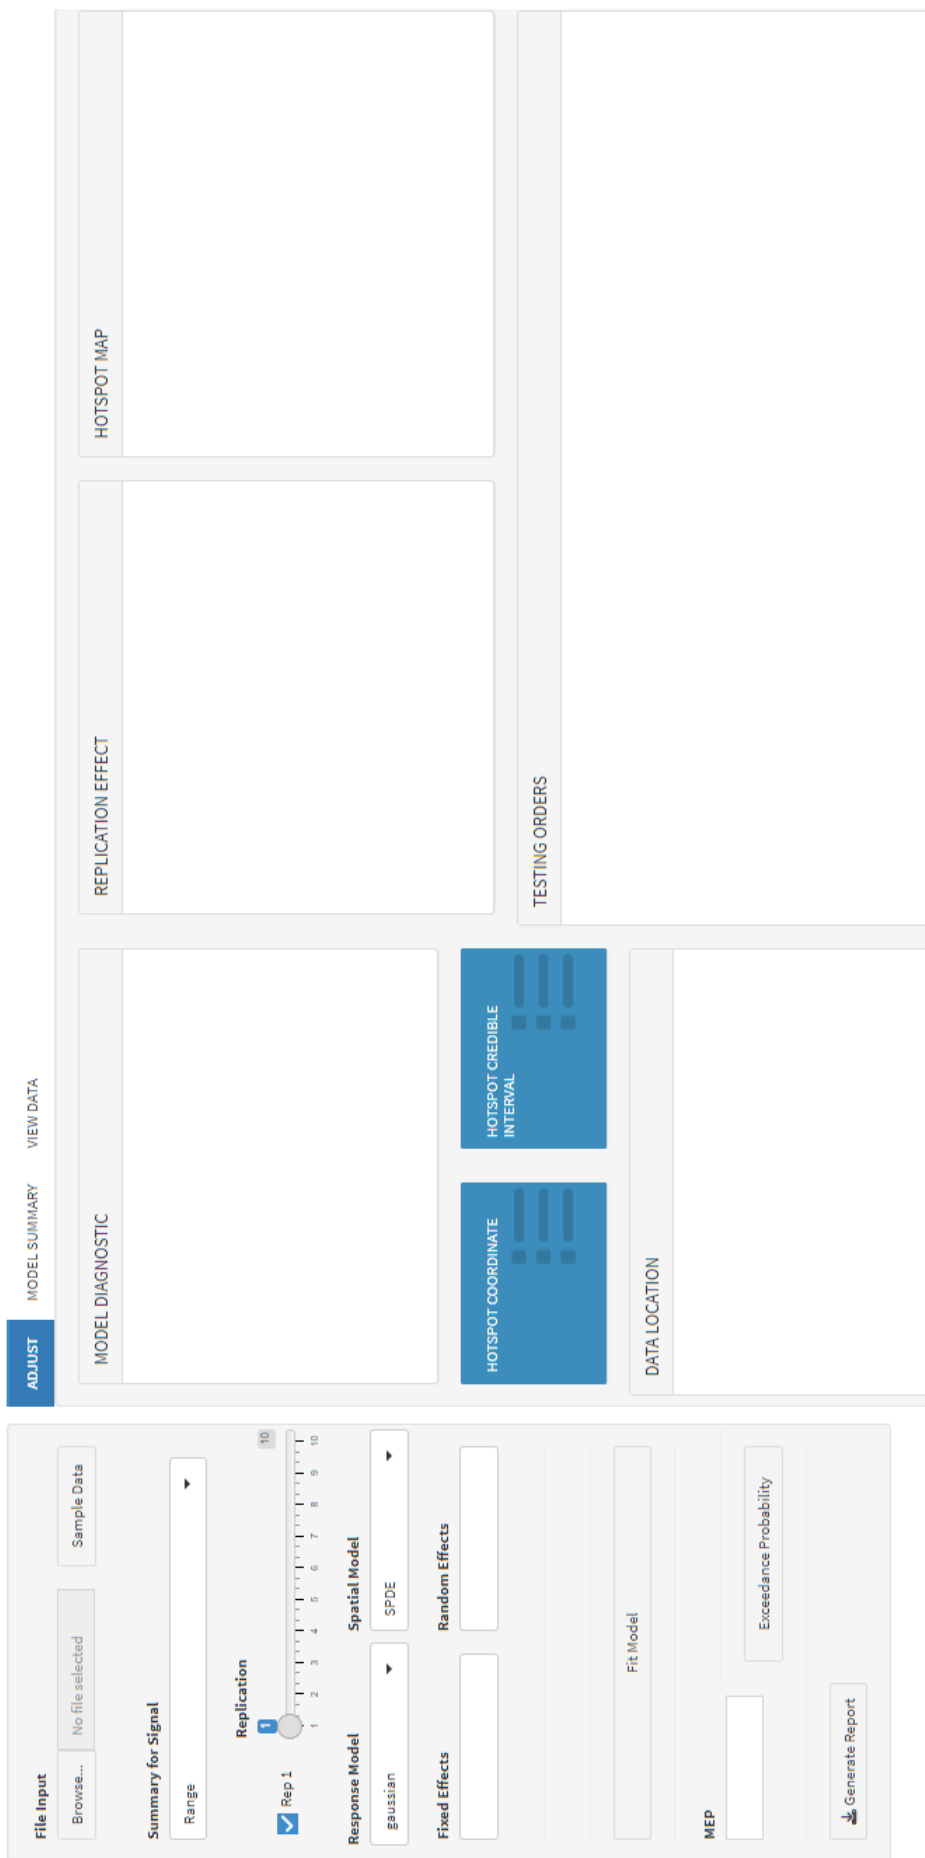 File Input
Browse... No file selected Sample Data
Summary for Signal
Range
Replication
Rep 1
1 10
1 2 3 4 5 6 7 8 9 10
Response Model Spatial Model
gaussian SPDE
Fixed Effects Random Effects
Fit Model
MEP
Exceedance Probability
Generate Report
ADJUST MODEL SUMMARY VIEW DATA
MODEL DIAGNOSTIC
HOTSPOT COORDINATE
HOTSPOT CREDIBLE
INTERVAL
DATA LOCATION
REPLICATION EFFECT
HOTSPOT MAP
TESTING ORDERS